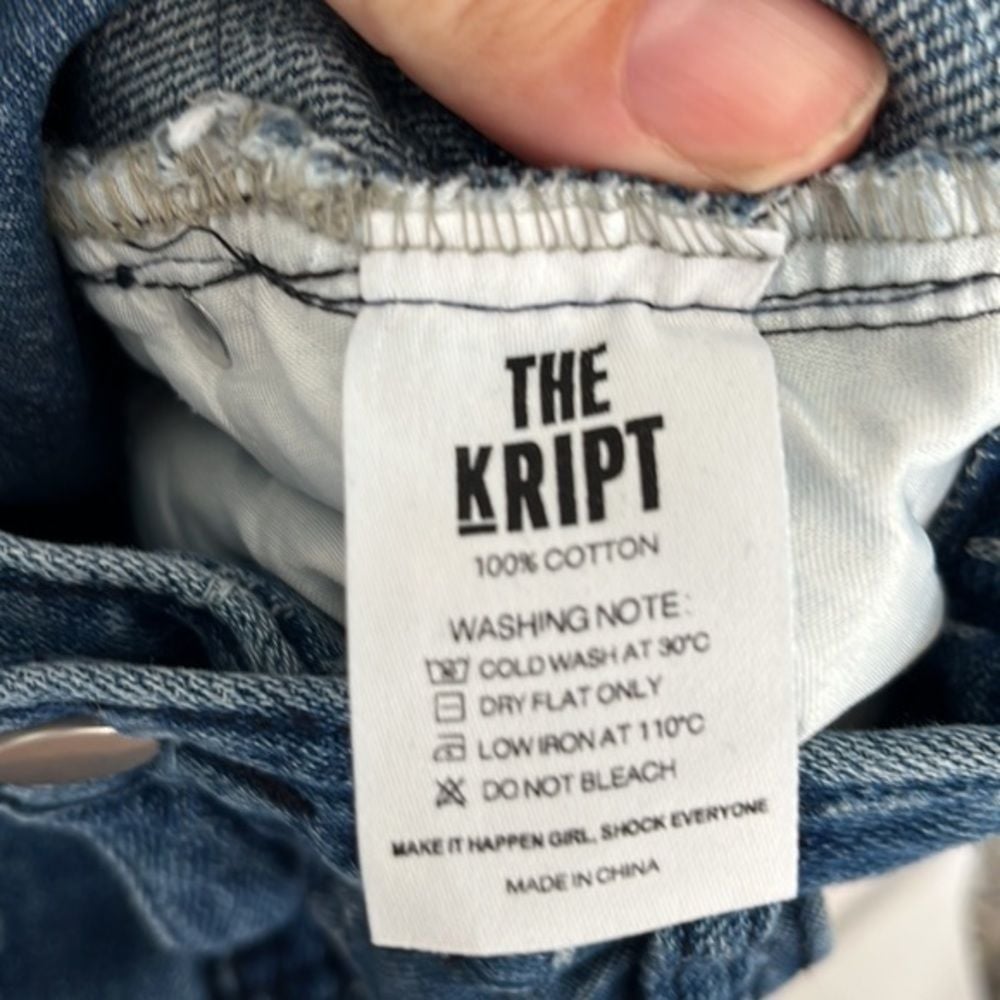 THE
KRIPT
100% COTTON
WASHING NOTE:
COLD WASH AT 30°C
DRY FLAT ONLY
LOW IRON AT 110°C
DO NOT BLEACH
MAKE IT HAPPEN GIRL, SHOCK EVERYONE
MADE IN CHINA